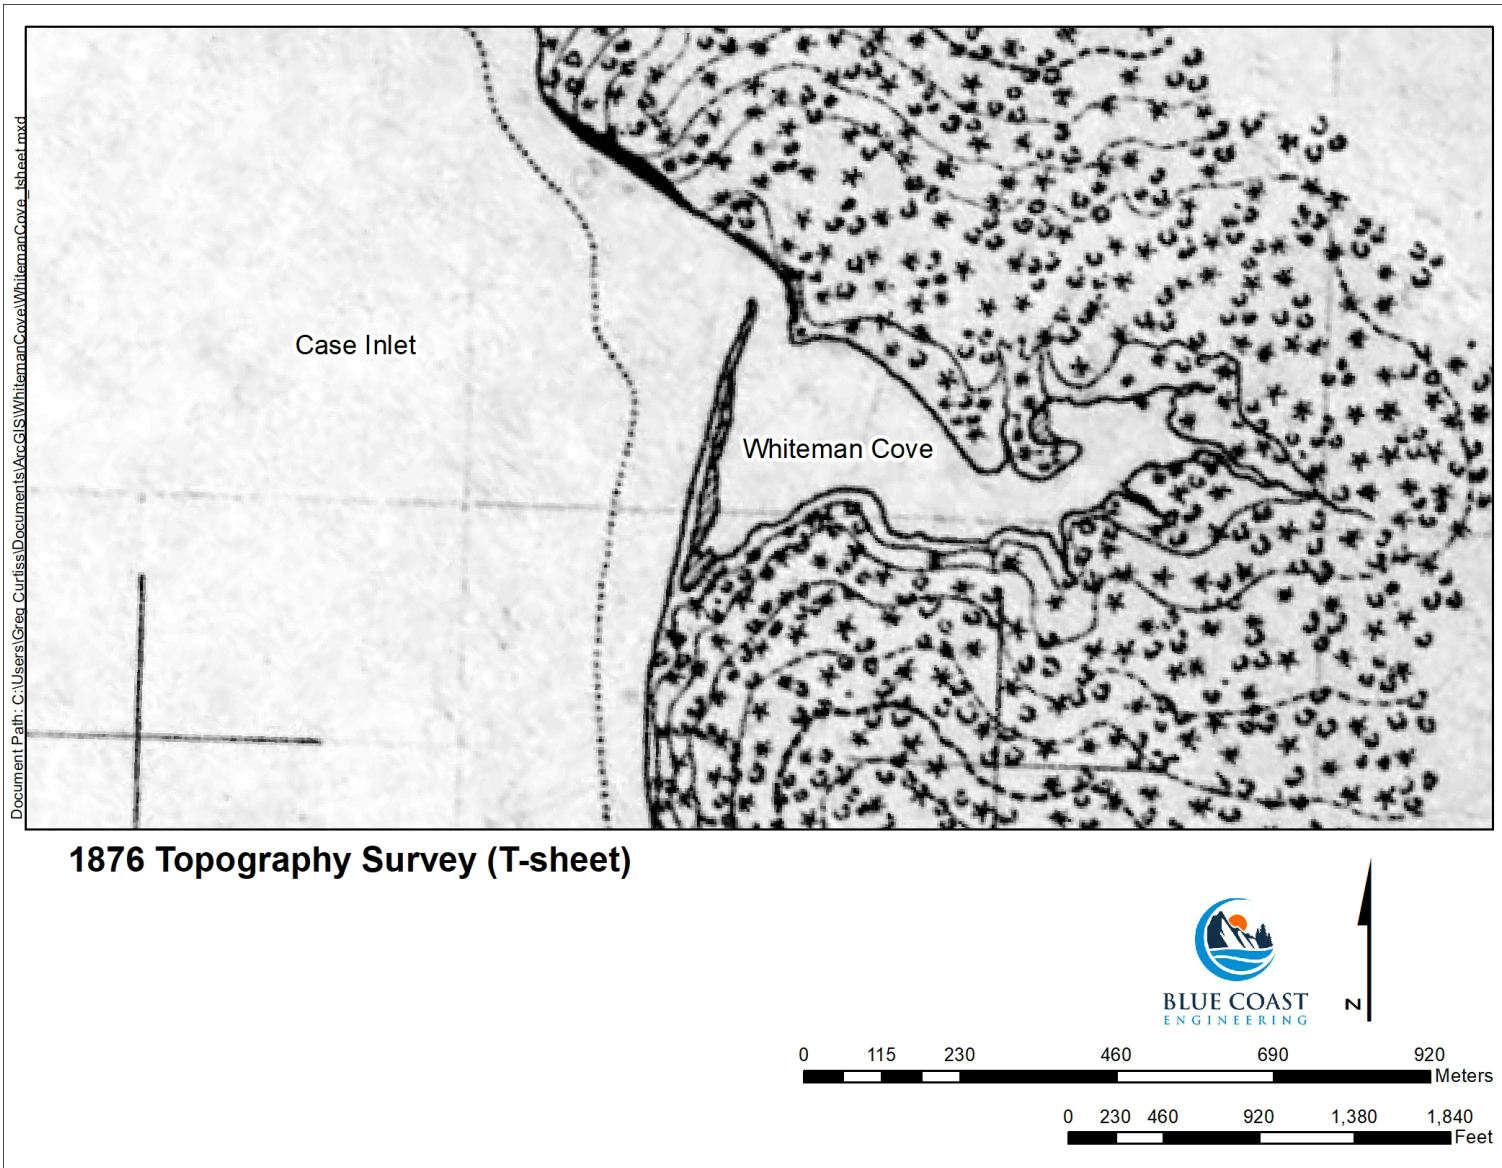 Document Path: C:\Users\Greg Curtiss\Documents\ArcGIS\WhitemanCove\WhitemanCove_tsheet.mxd
Case Inlet
Whiteman Cove
1876 Topography Survey (T-sheet)
BLUE COAST
ENGINEERING
N
0 115 230 460 690 920
Meters
0 230 460 920 1,380 1,840
Feet